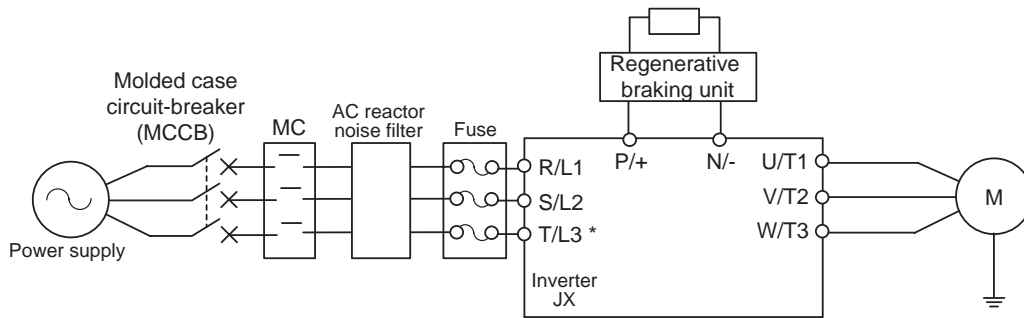 Molded case
circuit-breaker
(MCCB)
MC
AC reactor
noise filter
Fuse
Regenerative
braking unit
P/+
N/-
R/L1
S/L2
T/L3 *
U/T1
V/T2
W/T3
M
Power supply
Inverter
JX